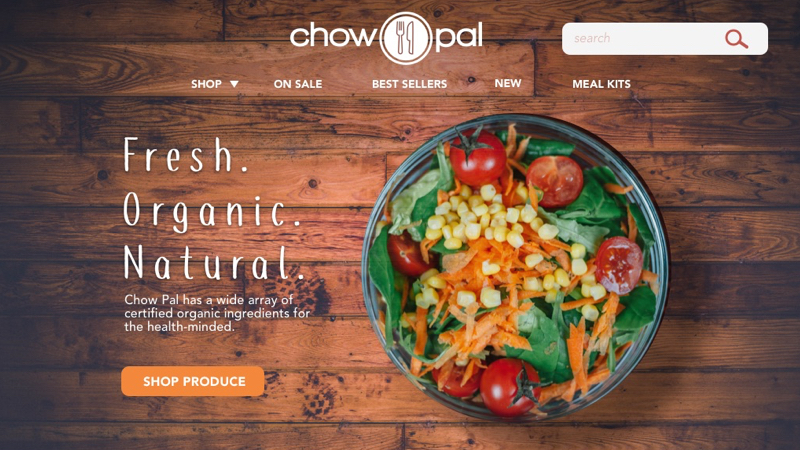 chow pal
search
SHOP
ON SALE
BEST SELLERS
NEW
MEAL KITS
Fresh.
Organic.
Natural.
Chow Pal has a wide array of
certified organic ingredients for
the health-minded.
SHOP PRODUCE